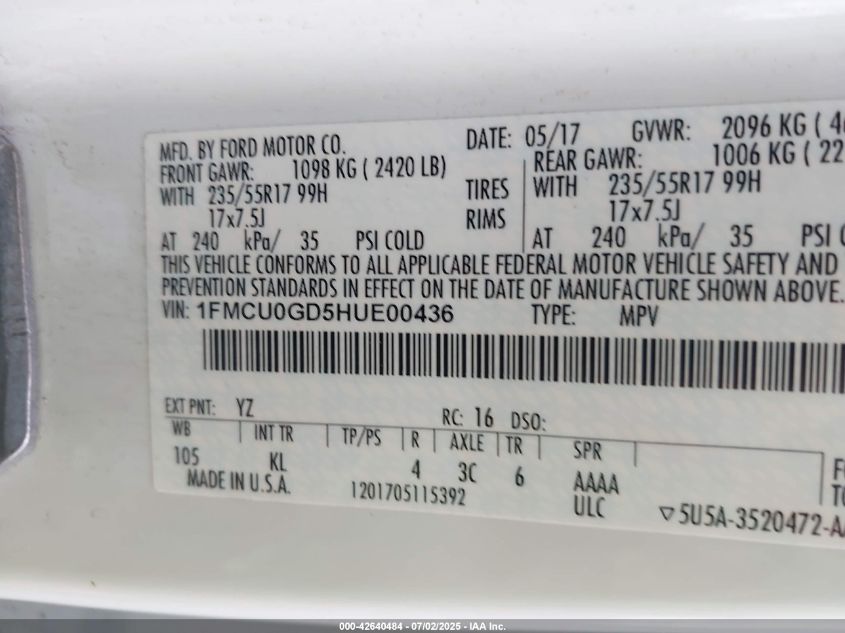 MFD. BY FORD MOTOR CO. DATE: 05/17 GVWR: 2096 KG ( 46
FRONT GAWR: 1098 KG ( 2420 LB) REAR GAWR: 1006 KG ( 22
WITH 235/55R17 99H TIRES WITH 235/55R17 99H
17x7.5J RIMS 17x7.5J
AT 240 kPa/ 35 PSI COLD AT 240 kPa/ 35 PSI
THIS VEHICLE CONFORMS TO ALL APPLICABLE FEDERAL MOTOR VEHICLE SAFETY AND
PREVENTION STANDARDS IN EFFECT ON THE DATE OF MANUFACTURE SHOWN ABOVE.
VIN: 1FMCU0GD5HUE00436 TYPE: MPV
EXT PNT: YZ RC: 16 DSO:
WB INT TR TP/PS R AXLE TR SPR
105 KL 4 3C 6 AAAA
MADE IN U.S.A. 1201705115392 ULC ▽5U5A-3520472-A
000-42640484 - 07/02/2025 - IAA Inc.